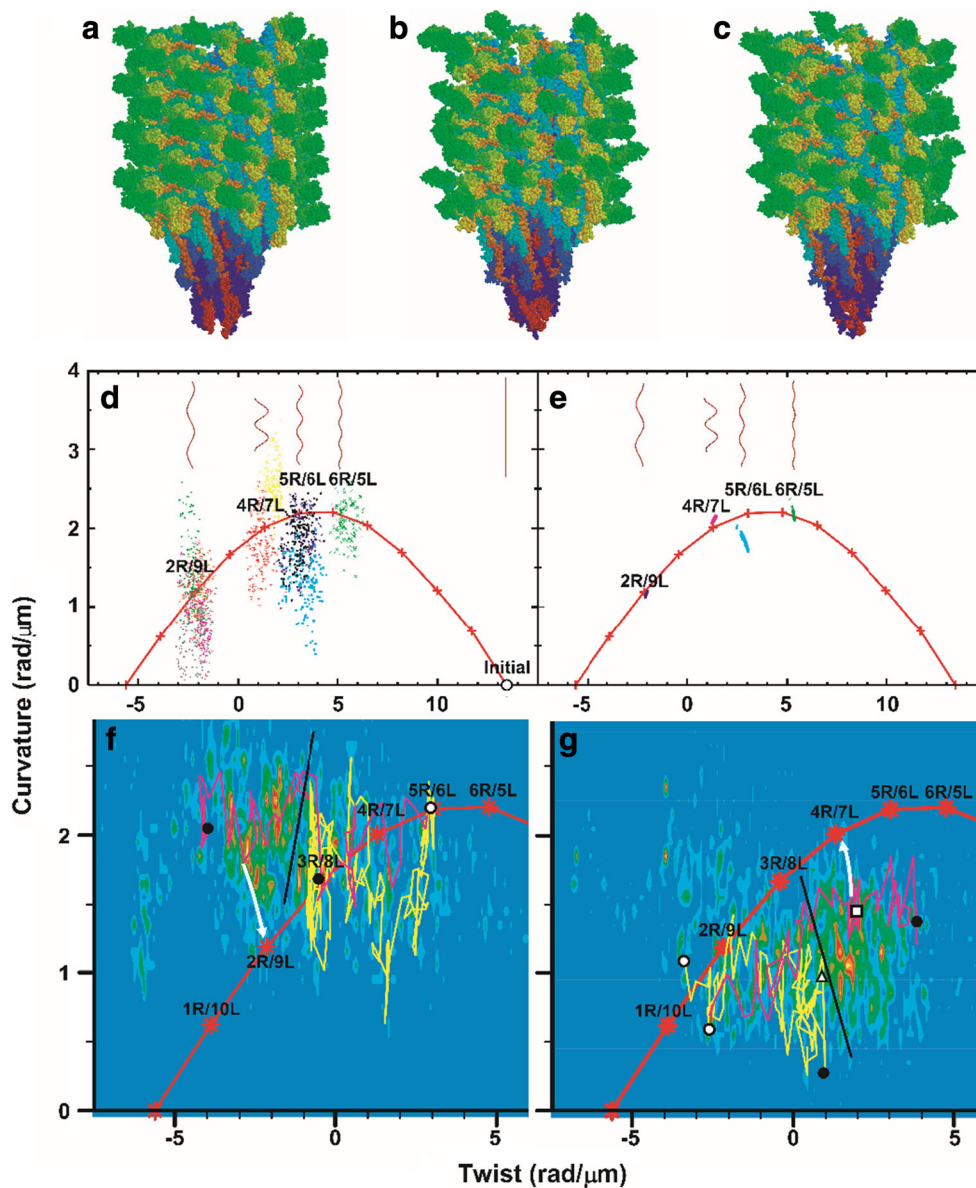 a b c
4 d e
3
5R/6L 6R/5L 5R/6L 6R/5L
4R/7L 4R/7L
2
2R/9L 2R/9L
1
Initial
0
-5 0 5 10 -5 0 5 10
Curvature (rad/μm)
f g
5R/6L 6R/5L 5R/6L 6R/5L
4R/7L 4R/7L
2
3R/8L 3R/8L
2R/9L 2R/9L
1
1R/10L 1R/10L
0
-5 0 5 -5 0 5
Twist (rad/μm)